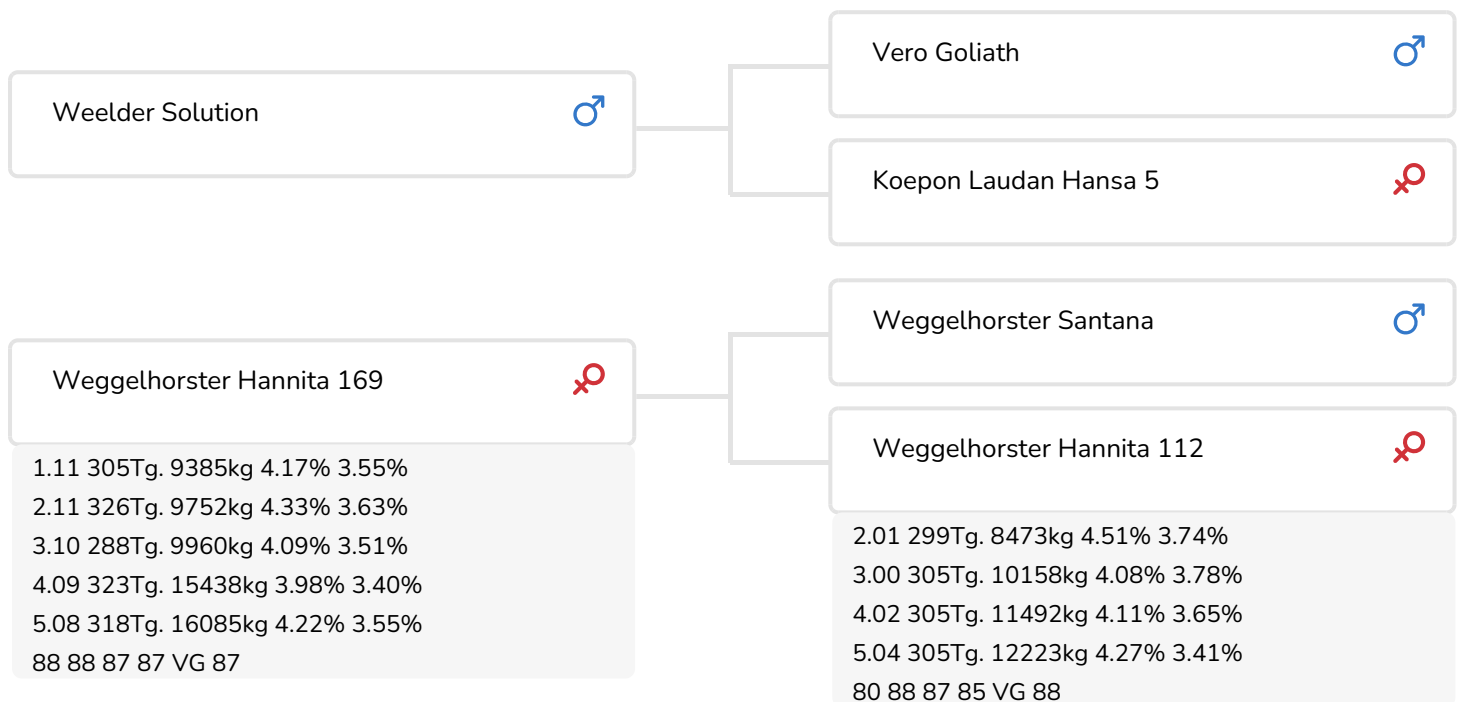 Weelder Solution
Vero Goliath
Koepon Laudan Hansa 5
Weggelhorster Hannita 169
1.11 305Tg. 9385kg 4.17% 3.55%
2.11 326Tg. 9752kg 4.33% 3.63%
3.10 288Tg. 9960kg 4.09% 3.51%
4.09 323Tg. 15438kg 3.98% 3.40%
5.08 318Tg. 16085kg 4.22% 3.55%
88 88 87 87 VG 87
Weggelhorster Santana
Weggelhorster Hannita 112
2.01 299Tg. 8473kg 4.51% 3.74%
3.00 305Tg. 10158kg 4.08% 3.78%
4.02 305Tg. 11492kg 4.11% 3.65%
5.04 305Tg. 12223kg 4.27% 3.41%
80 88 87 85 VG 88